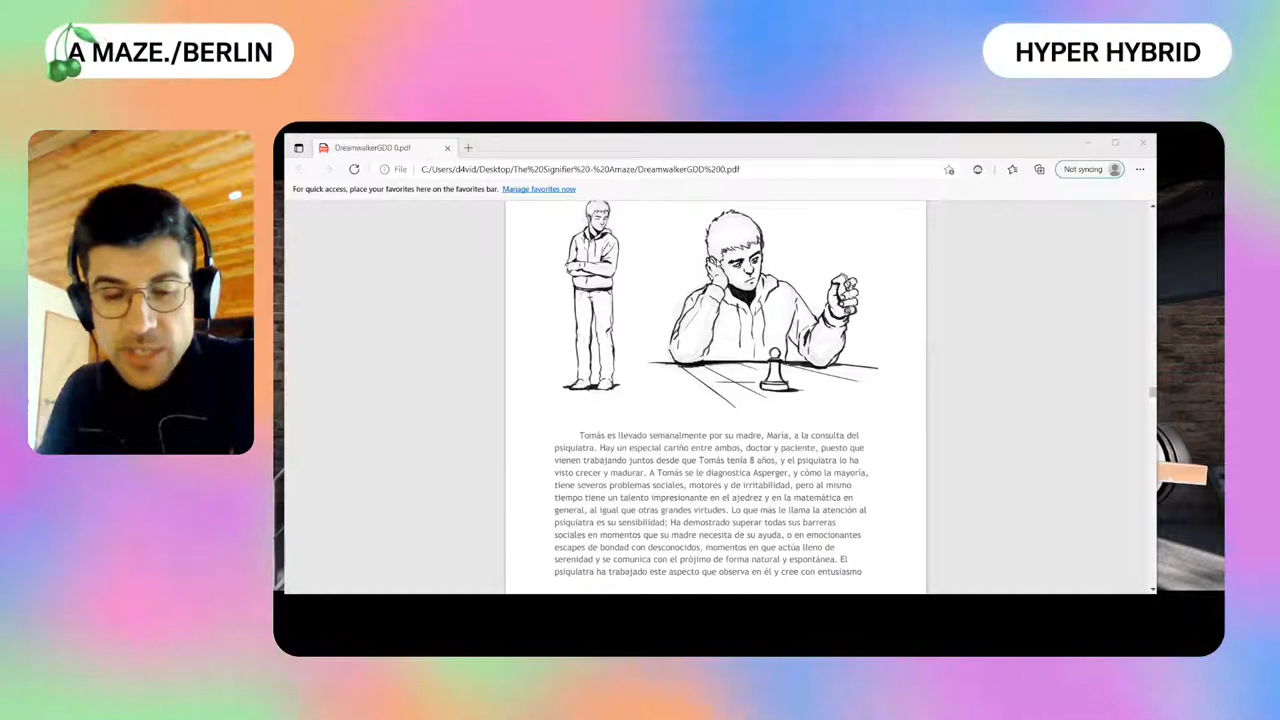 A MAZE./BERLIN
HYPER HYBRID
DreamwalkerGDD 0.pdf
File
C:/Users/d4vid/Desktop/The%20Signifier%20-%20Amaze/DreamwalkerGDD%200.pdf
Not syncing
For quick access, place your favorites here on the favorites bar. Manage favorites now
Tomás es llevado semanalmente por su madre, María, a la consulta del
psiquiatra. Hay un especial cariño entre ambos, doctor y paciente, puesto que
vienen trabajando juntos desde que Tomás tenía 8 años, y el psiquiatra lo ha
visto crecer y madurar. A Tomás se le diagnostica Asperger, y cómo la mayoría,
tiene severos problemas sociales, motores y de irritabilidad, pero al mismo
tiempo tiene un talento impresionante en el ajedrez y en la matemática en
general, al igual que otras grandes virtudes. Lo que más le llama la atención al
psiquiatra es su sensibilidad; Ha demostrado superar todas sus barreras
sociales en momentos que su madre necesita de su ayuda, o en emocionantes
escapes de bondad con desconocidos, momentos en que actúa lleno de
serenidad y se comunica con el prójimo de forma natural y espontánea. El
psiquiatra ha trabajado este aspecto que observa en él y cree con entusiasmo